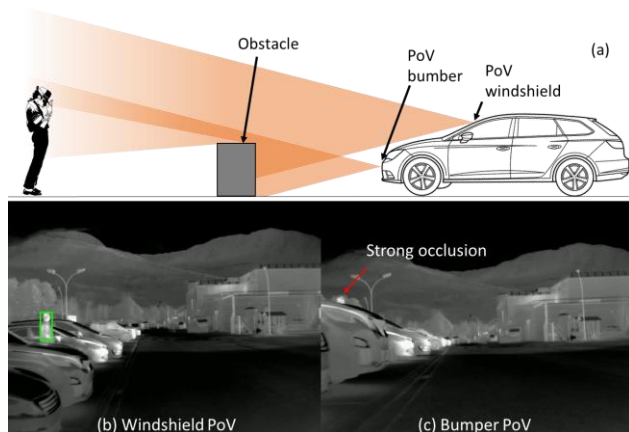 Obstacle
PoV
bumber
PoV
windshield
(a)
Strong occlusion
(b) Windshield PoV
(c) Bumper PoV